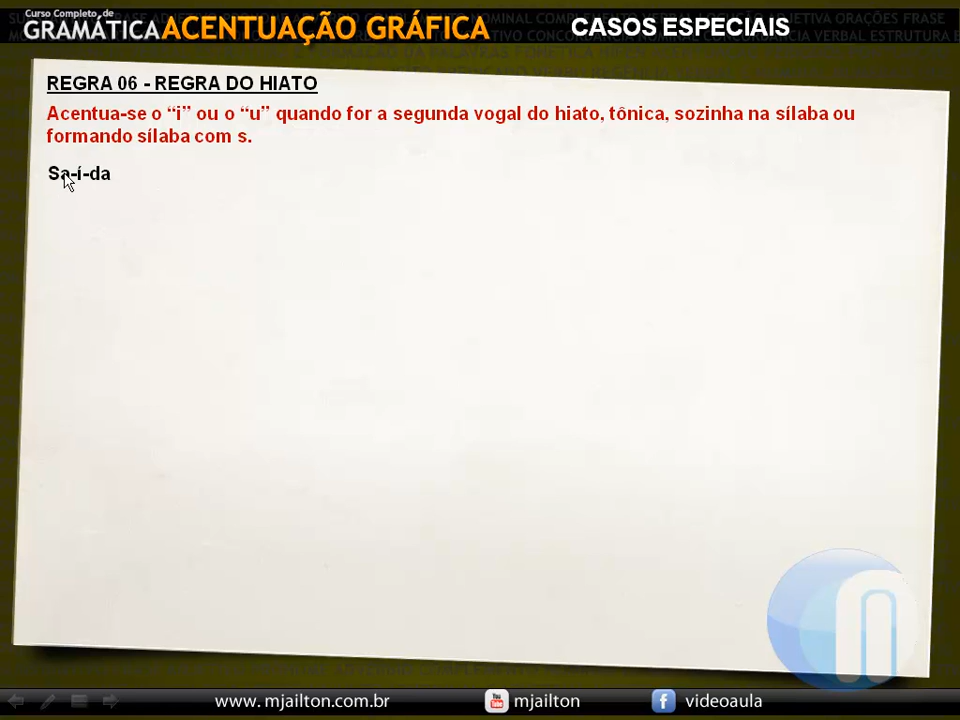 Curso Completo de
GRAMÁTICA ACENTUAÇÃO GRÁFICA
CASOS ESPECIAIS
REGRA 06 - REGRA DO HIATO
Acentua-se o “i” ou o “u” quando for a segunda vogal do hiato, tônica, sozinha na sílaba ou
formando sílaba com s.
Sa-í-da
www. mjailton.com.br
You Tube mjailton
f videoaula